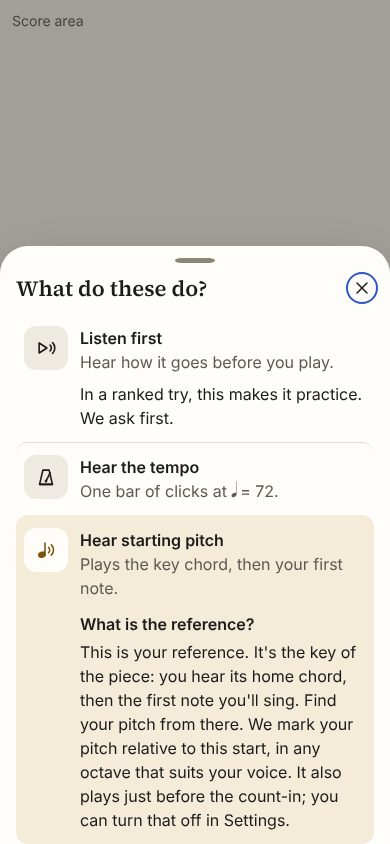 Score area
What do these do?
Listen first
Hear how it goes before you play.
In a ranked try, this makes it practice.
We ask first.
Hear the tempo
One bar of clicks at ♩ = 72.
Hear starting pitch
Plays the key chord, then your first
note.
What is the reference?
This is your reference. It's the key of
the piece: you hear its home chord,
then the first note you'll sing. Find
your pitch from there. We mark your
pitch relative to this start, in any
octave that suits your voice. It also
plays just before the count-in; you
can turn that off in Settings.